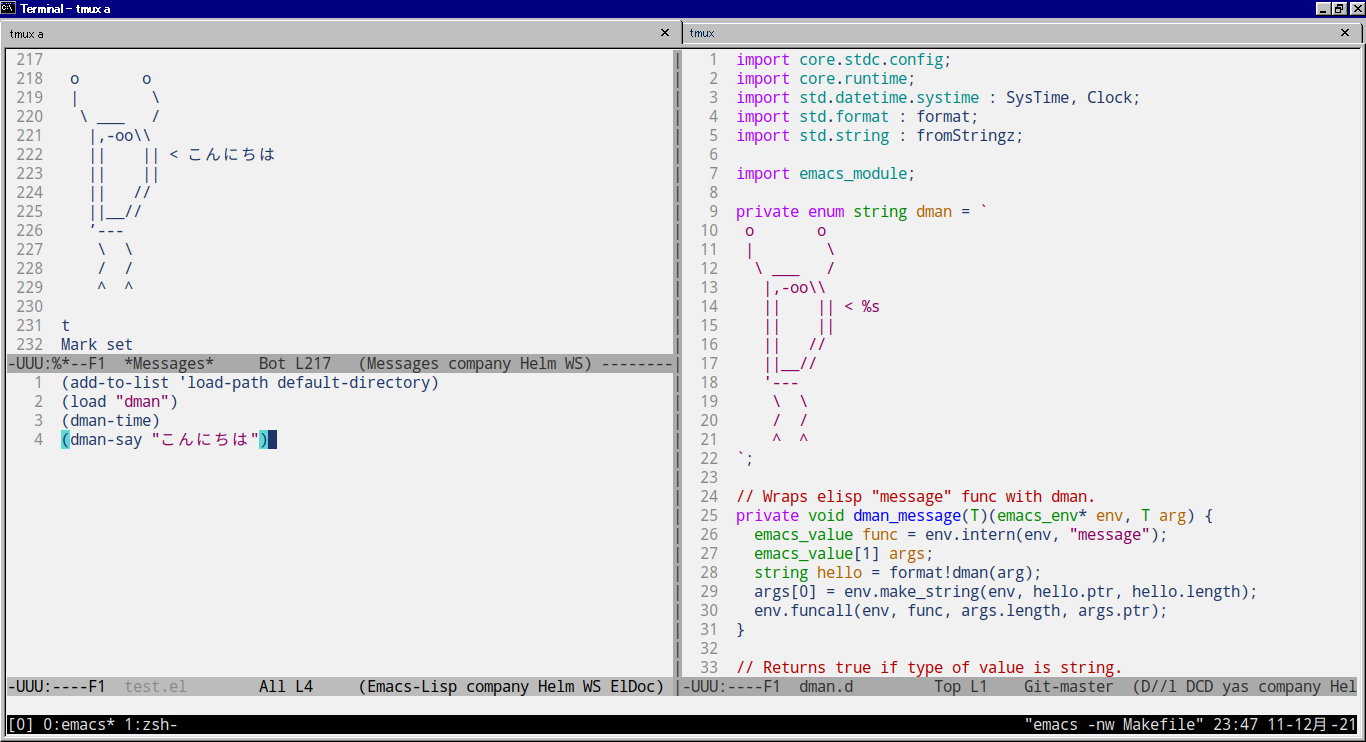 Terminal - tmux a
tmux a
tmux
217
218   o       o
219   |        \
220    \ ___   /
221     |,-oo\\
222     ||    || < こんにちは
223     ||    ||
224     ||   //
225     ||__//
226     '---
227      \  \
228      /  /
229      ^  ^
230
231  t
232  Mark set
-UUU:%*--F1  *Messages*     Bot L217   (Messages company Helm WS) --------
1  (add-to-list 'load-path default-directory)
2  (load "dman")
3  (dman-time)
4  (dman-say "こんにちは")
-UUU:----F1  test.el        All L4     (Emacs-Lisp company Helm WS ElDoc)
1  import core.stdc.config;
2  import core.runtime;
3  import std.datetime.systime : SysTime, Clock;
4  import std.format : format;
5  import std.string : fromStringz;
6
7  import emacs_module;
8
9  private enum string dman = `
10   o       o
11   |        \
12    \ ___   /
13     |,-oo\\
14     ||    || < %s
15     ||    ||
16     ||   //
17     ||__//
18     '---
19      \  \
20      /  /
21      ^  ^
22  `;
23
24  // Wraps elisp "message" func with dman.
25  private void dman_message(T)(emacs_env* env, T arg) {
26    emacs_value func = env.intern(env, "message");
27    emacs_value[1] args;
28    string hello = format!dman(arg);
29    args[0] = env.make_string(env, hello.ptr, hello.length);
30    env.funcall(env, func, args.length, args.ptr);
31  }
32
33  // Returns true if type of value is string.
-UUU:----F1  dman.d         Top L1    Git-master  (D//l DCD yas company Hel
[0] 0:emacs* 1:zsh-
"emacs -nw Makefile" 23:47 11-12月-21